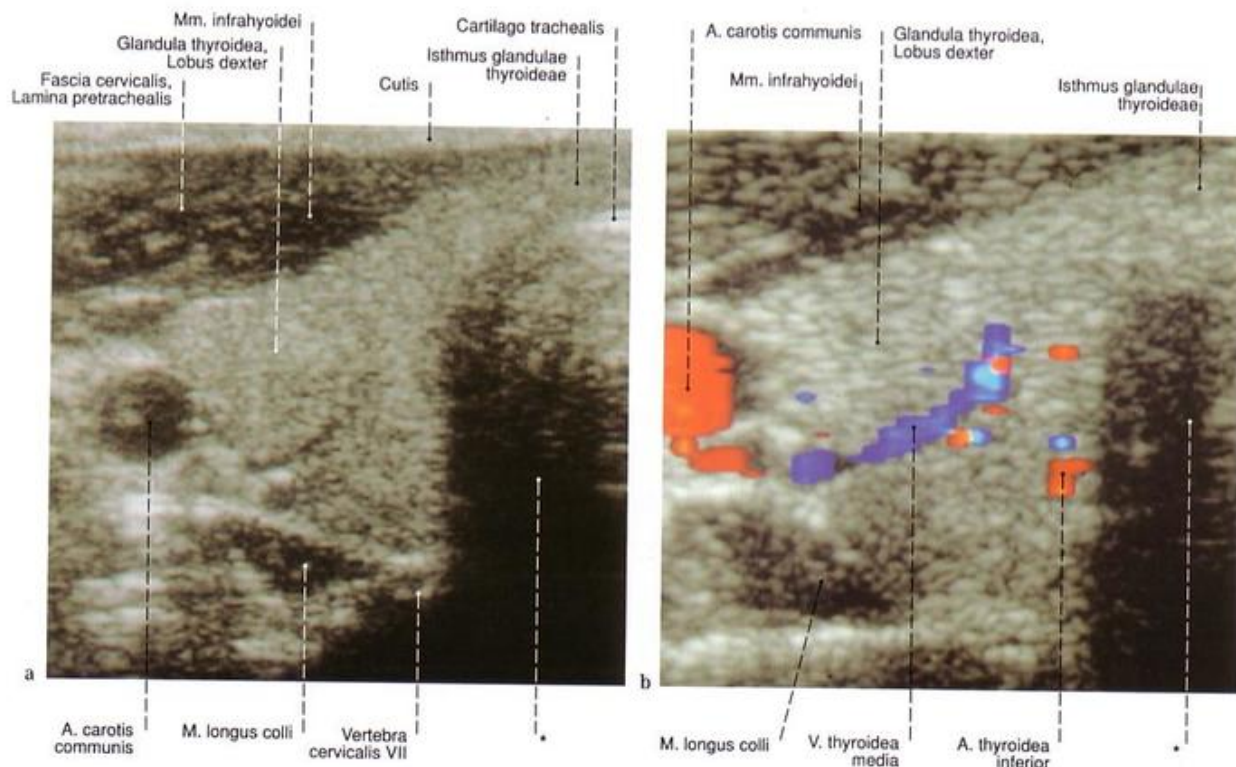 Mm. infrahyoidei
Glandula thyroidea,
Lobus dexter
Fascia cervicalis,
Lamina pretrachealis
Cutis
Cartilago trachealis
Isthmus glandulae
thyroideae
a
A. carotis
communis
M. longus colli
Vertebra
cervicalis VII
*
A. carotis communis
Glandula thyroidea,
Lobus dexter
Mm. infrahyoidei
Isthmus glandulae
thyroideae
b
M. longus colli
V. thyroidea
media
A. thyroidea
inferior
*